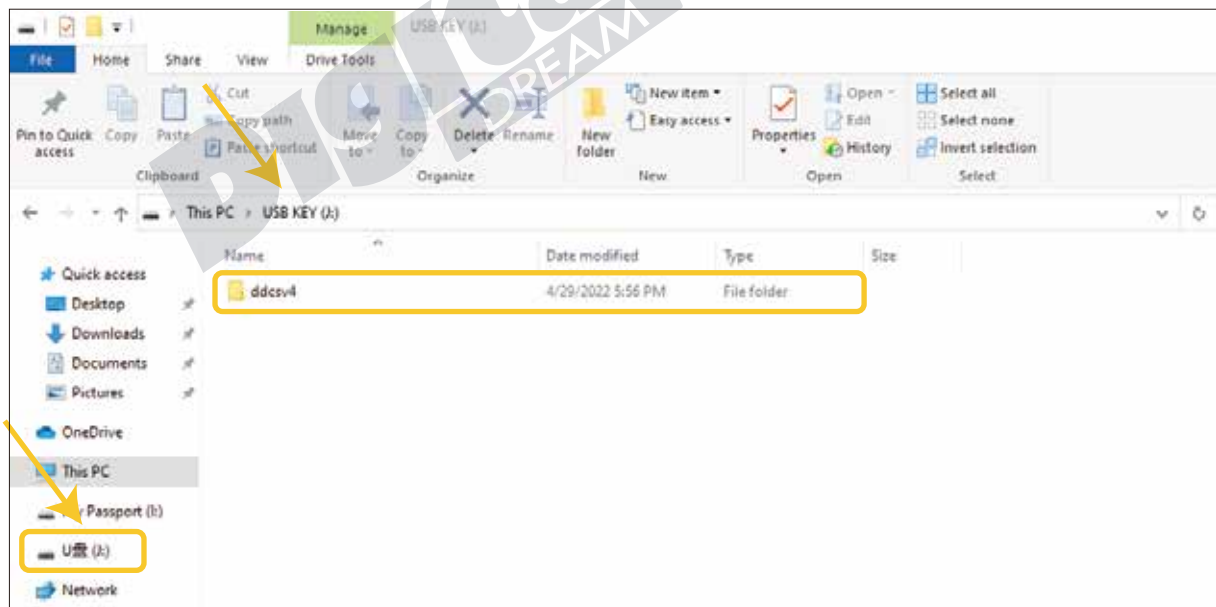 Manage USB KEY (J:)
File Home Share View Drive Tools
Cut
Copy path
Paste shortcut
Pin to Quick access
Copy
Paste
Move to
Copy to
Delete
Rename
New folder
New item
Easy access
Properties
Open
Edit
History
Select all
Select none
Invert selection
Clipboard Organize New Open Select
This PC › USB KEY (J:)
Name Date modified Type Size
ddcsv4 4/29/2022 5:56 PM File folder
Quick access
Desktop
Downloads
Documents
Pictures
OneDrive
This PC
Passport (I:)
U盘 (J:)
Network
DREAM